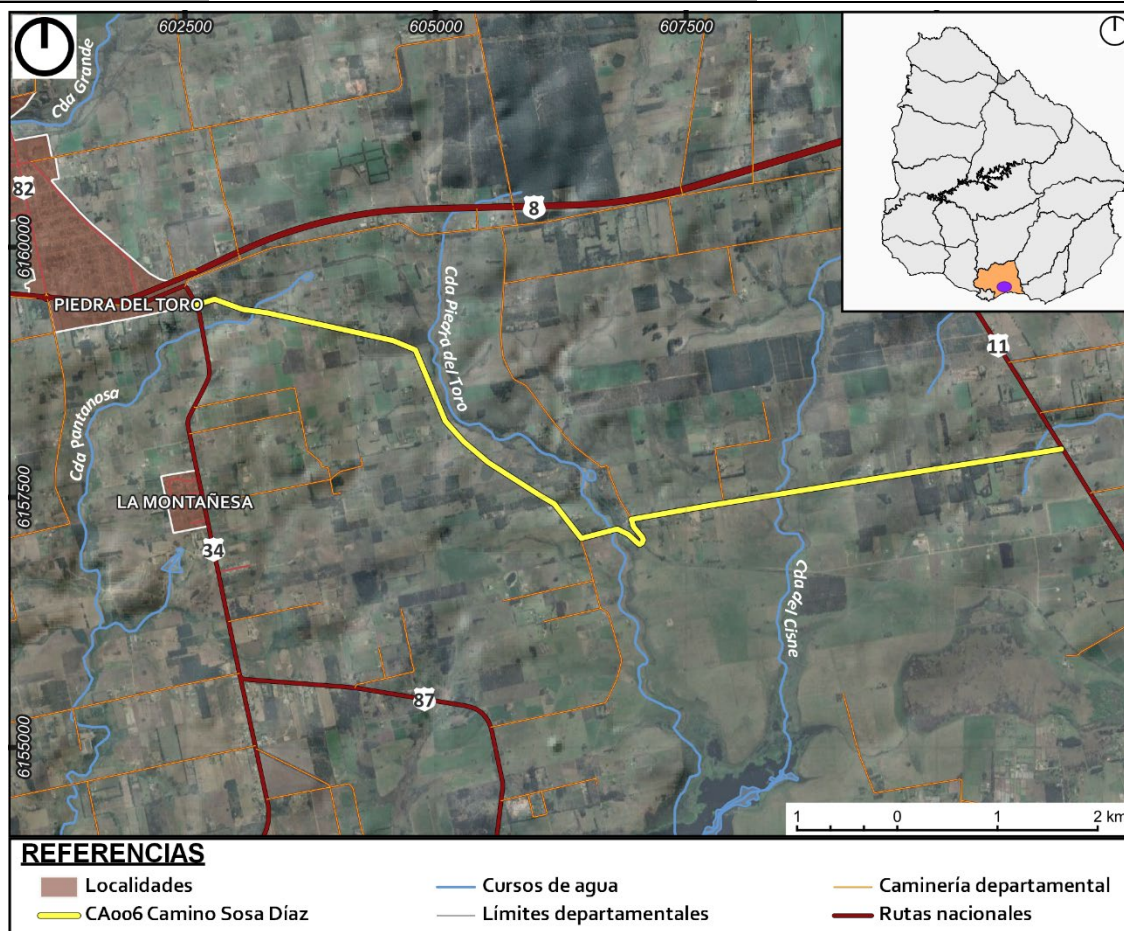 602500
605000
607500
Cda Grande
82
8
6160000
Cda Piedra del Toro
PIEDRA DEL TORO
11
Cda Pantanosa
6157500
LA MONTAÑESA
34
Cda del Cisne
87
6155000
1 0 1 2 km
REFERENCIAS
Localidades
Cursos de agua
Caminería departamental
CA006 Camino Sosa Díaz
Límites departamentales
Rutas nacionales